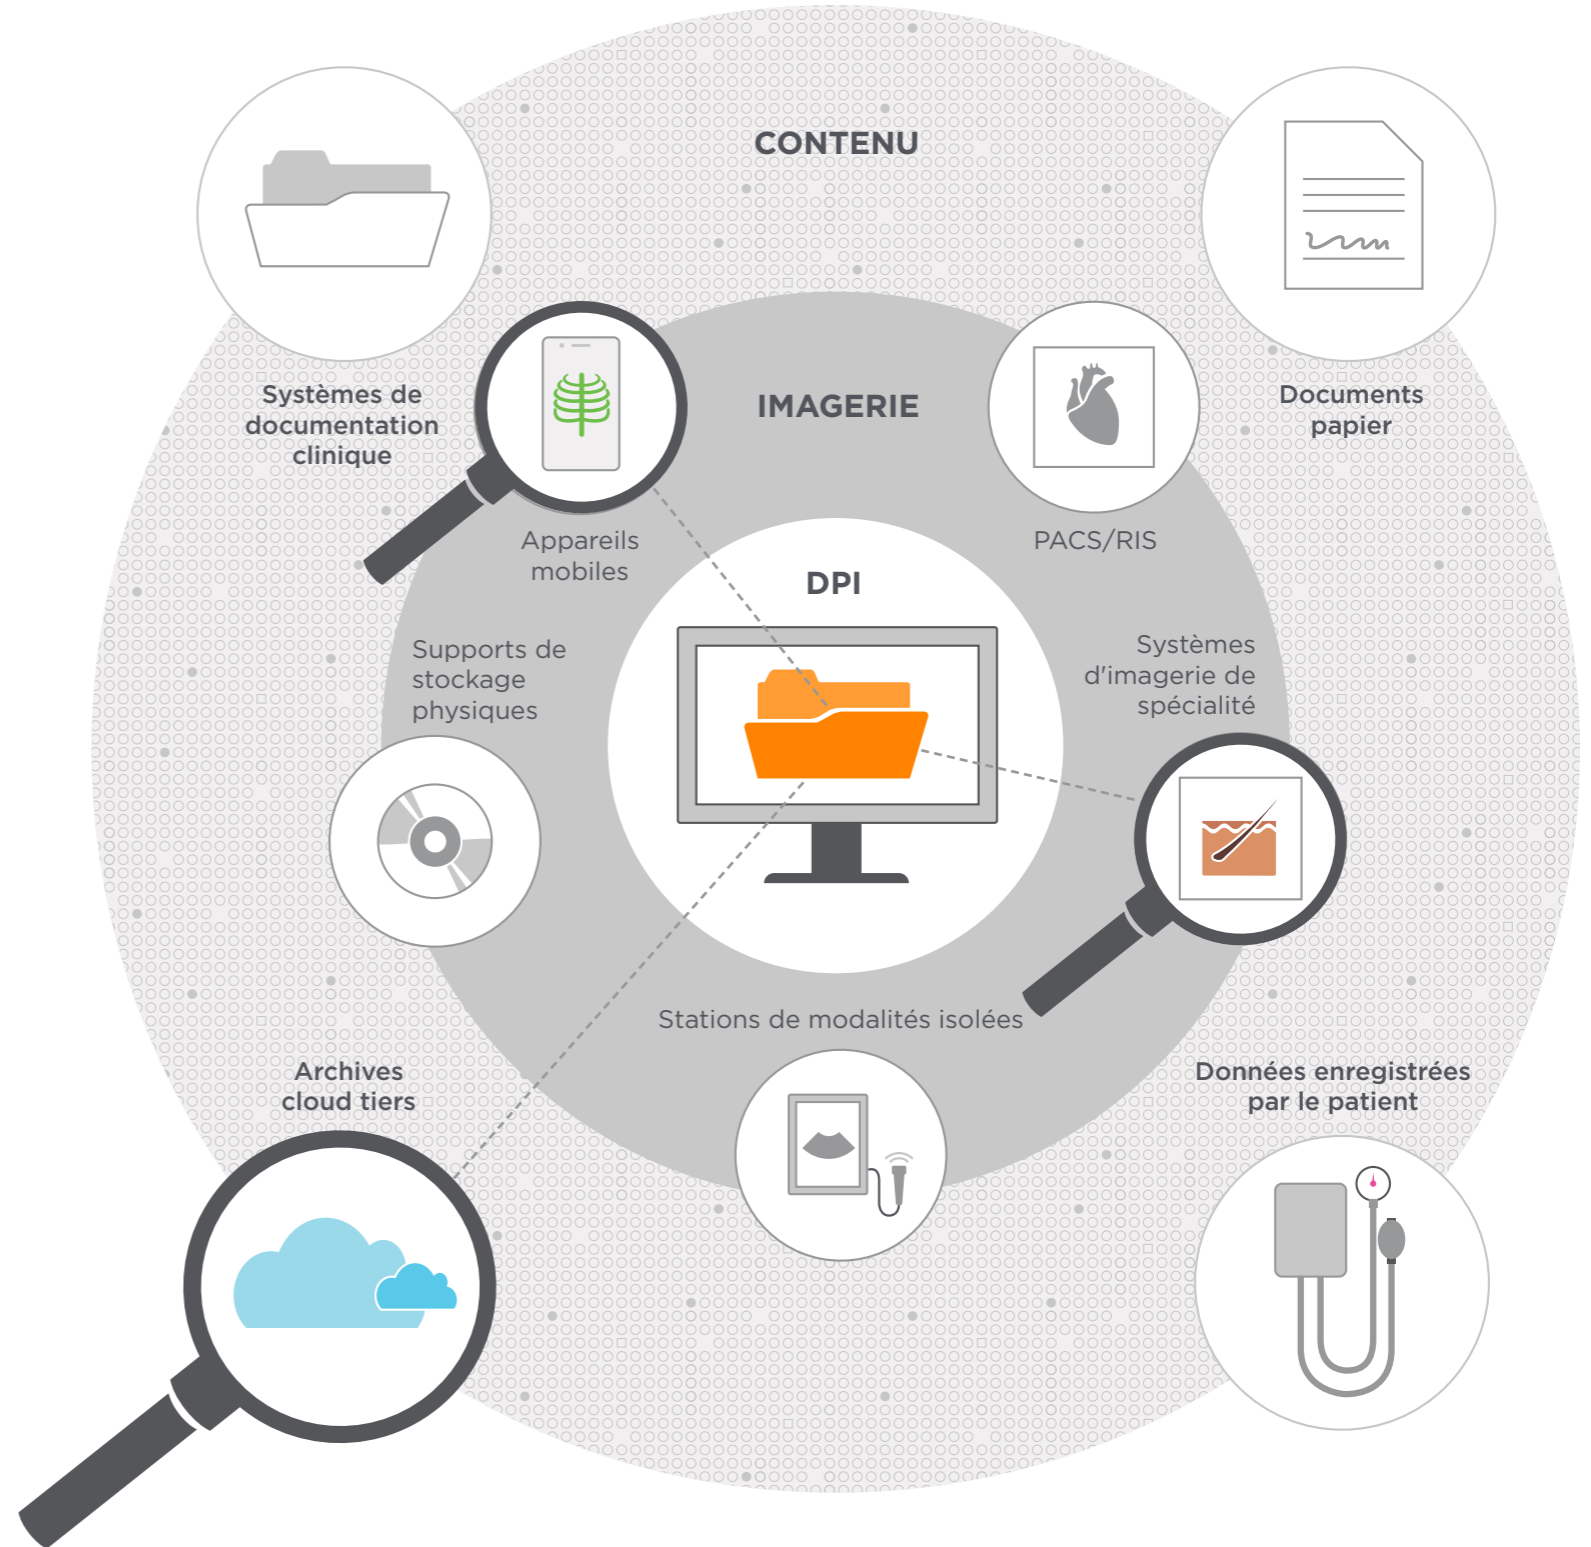 CONTENU
Systèmes de
documentation
clinique
Documents
papier
IMAGERIE
Appareils
mobiles
PACS/RIS
DPI
Supports de
stockage
physiques
Systèmes
d'imagerie de
spécialité
Stations de modalités isolées
Archives
cloud tiers
Données enregistrées
par le patient